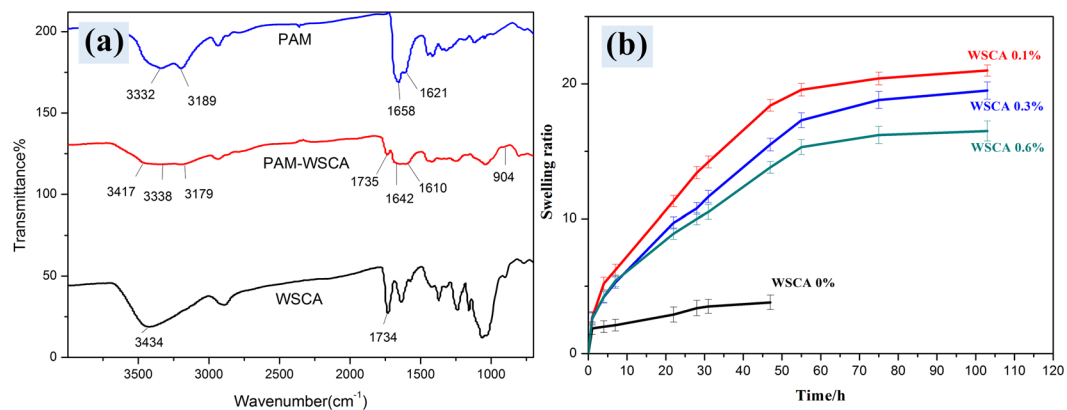 (a)
PAM
3332
3189
1658
1621
PAM-WSCA
3417
3338
3179
1735
1642
1610
904
WSCA
3434
1734
200
150
100
50
0
Transmittance%
3500 3000 2500 2000 1500 1000
Wavenumber(cm-1)
(b)
WSCA 0.1%
WSCA 0.3%
WSCA 0.6%
WSCA 0%
20
10
0
Swelling ratio
0 10 20 30 40 50 60 70 80 90 100 110 120
Time/h